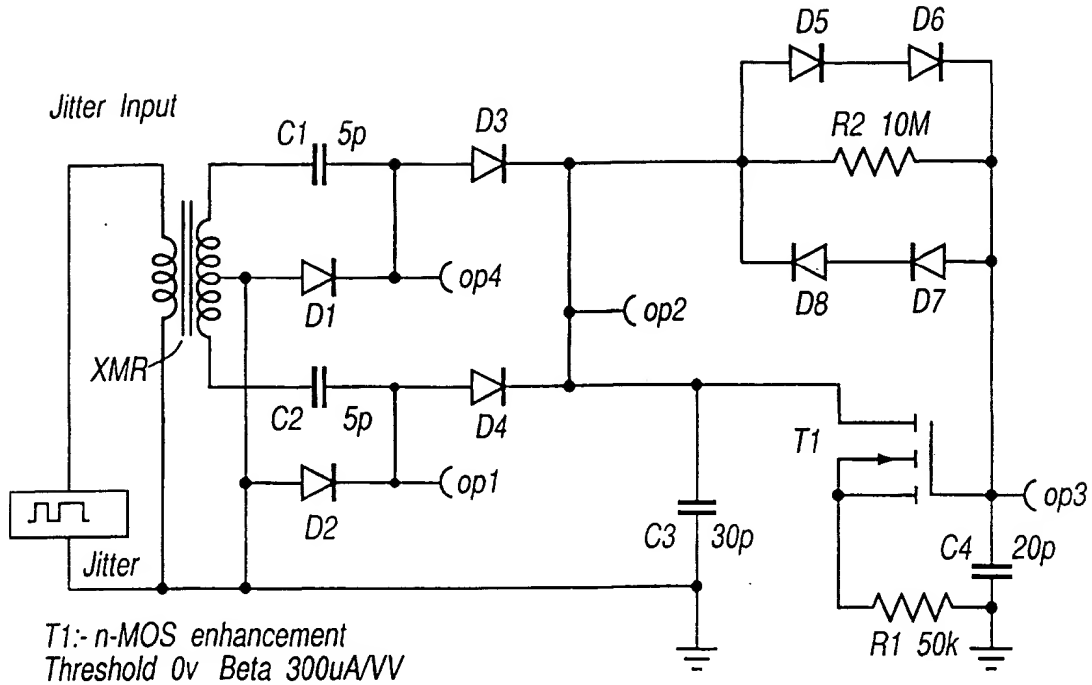 D5
D6
Jitter Input
C1
5p
D3
R2 10M
D1
op4
D8
D7
op2
XMR
C2
5p
D4
T1
D2
op1
C3
30p
op3
C4
20p
Jitter
R1 50k
T1:- n-MOS enhancement
Threshold 0v Beta 300uA/VV